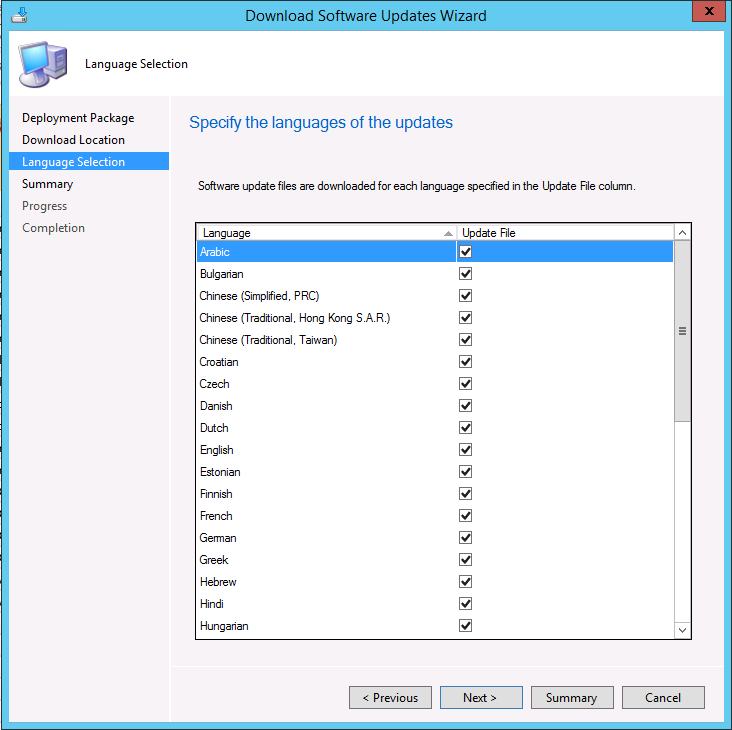 Download Software Updates Wizard
x
Language Selection
Deployment Package
Download Location
Language Selection
Summary
Progress
Completion
Specify the languages of the updates
Software update files are downloaded for each language specified in the Update File column.
Language Update File
Arabic
Bulgarian
Chinese (Simplified, PRC)
Chinese (Traditional, Hong Kong S.A.R.)
Chinese (Traditional, Taiwan)
Croatian
Czech
Danish
Dutch
English
Estonian
Finnish
French
German
Greek
Hebrew
Hindi
Hungarian
< Previous Next > Summary Cancel